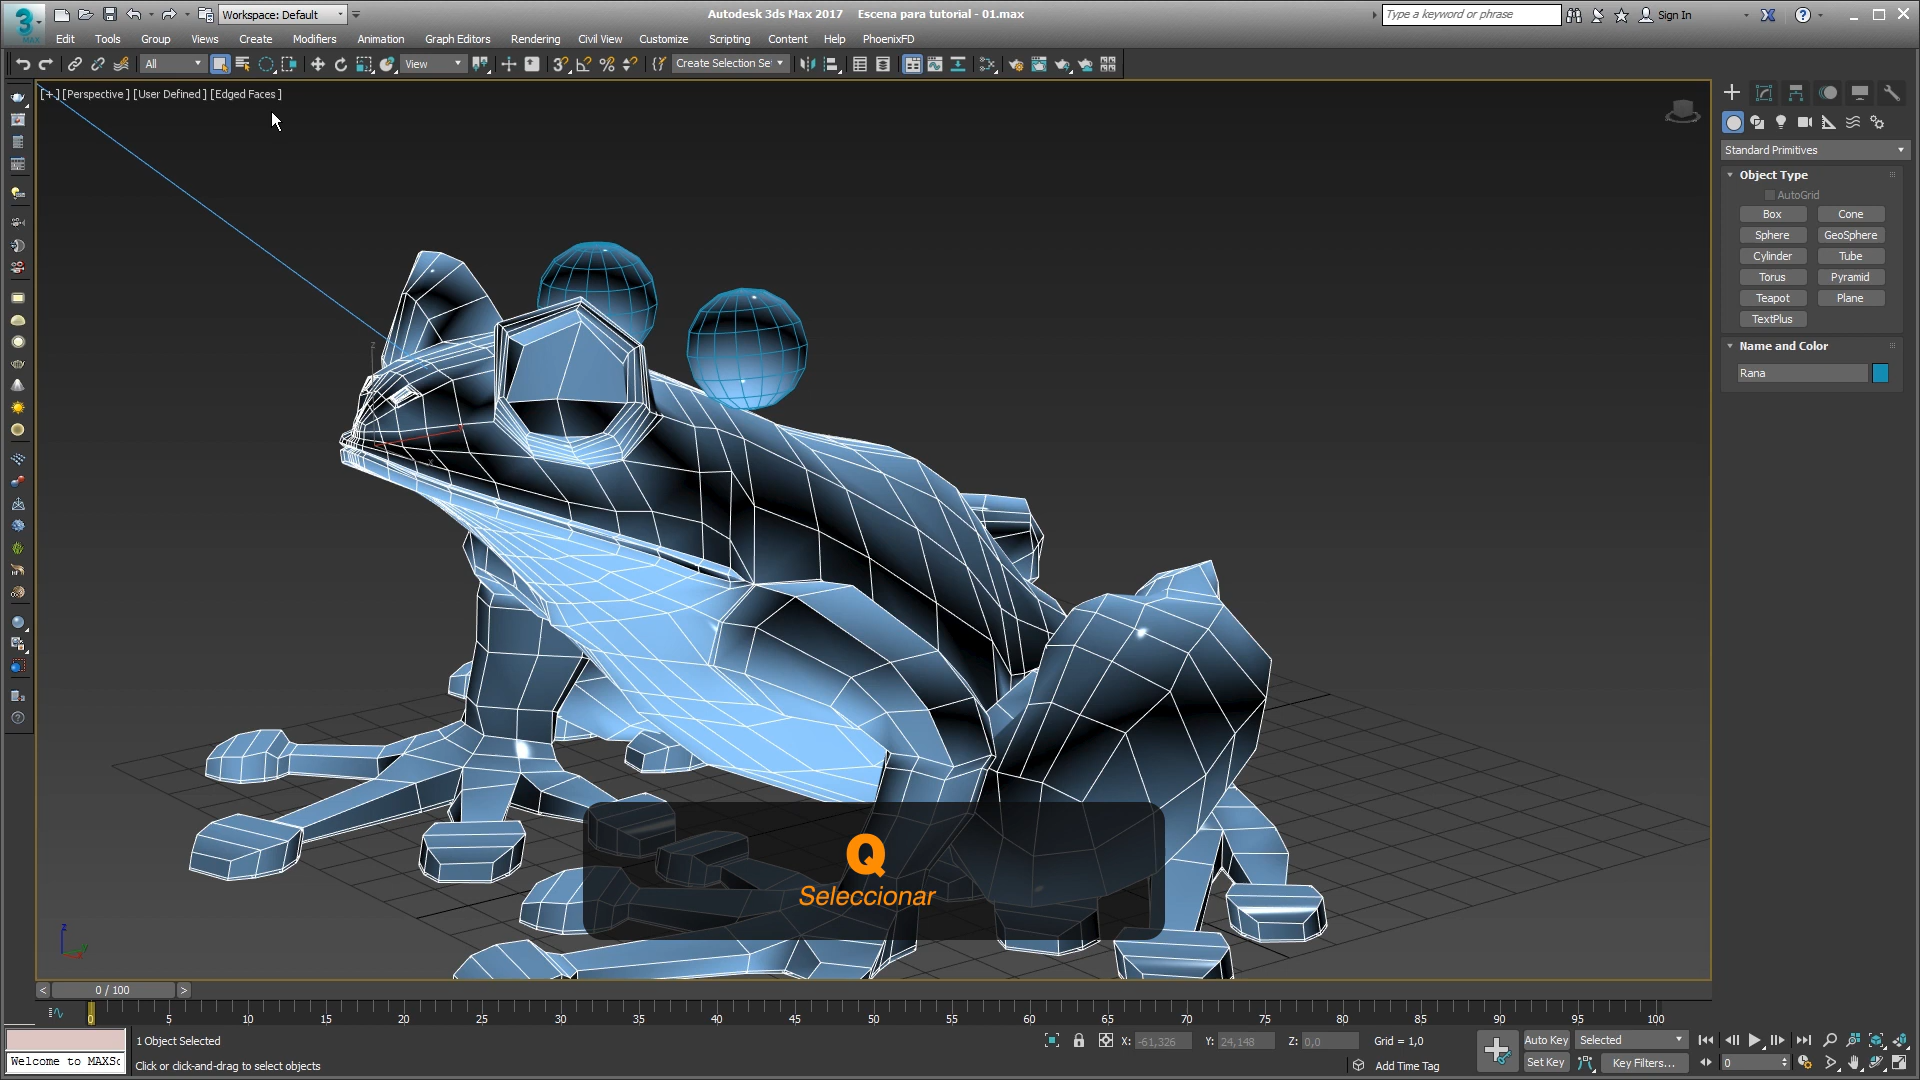 Workspace: Default
Autodesk 3ds Max 2017    Escena para tutorial - 01.max
Type a keyword or phrase
Sign In
Edit Tools Group Views Create Modifiers Animation Graph Editors Rendering Civil View Customize Scripting Content Help PhoenixFD
All
View
Create Selection Se
[+] [Perspective ] [User Defined ] [Edged Faces ]
Standard Primitives
Object Type
AutoGrid
Box Cone
Sphere GeoSphere
Cylinder Tube
Torus Pyramid
Teapot Plane
TextPlus
Name and Color
Rana
Q
Seleccionar
< 0 / 100 >
0 5 10 15 20 25 30 35 40 45 50 55 60 65 70 75 80 85 90 95 100
1 Object Selected
X: -61,326 Y: 24,148 Z: 0,0 Grid = 1,0
Auto Key Selected
Welcome to MAXSc
Click or click-and-drag to select objects
Add Time Tag
Set Key Key Filters...
0